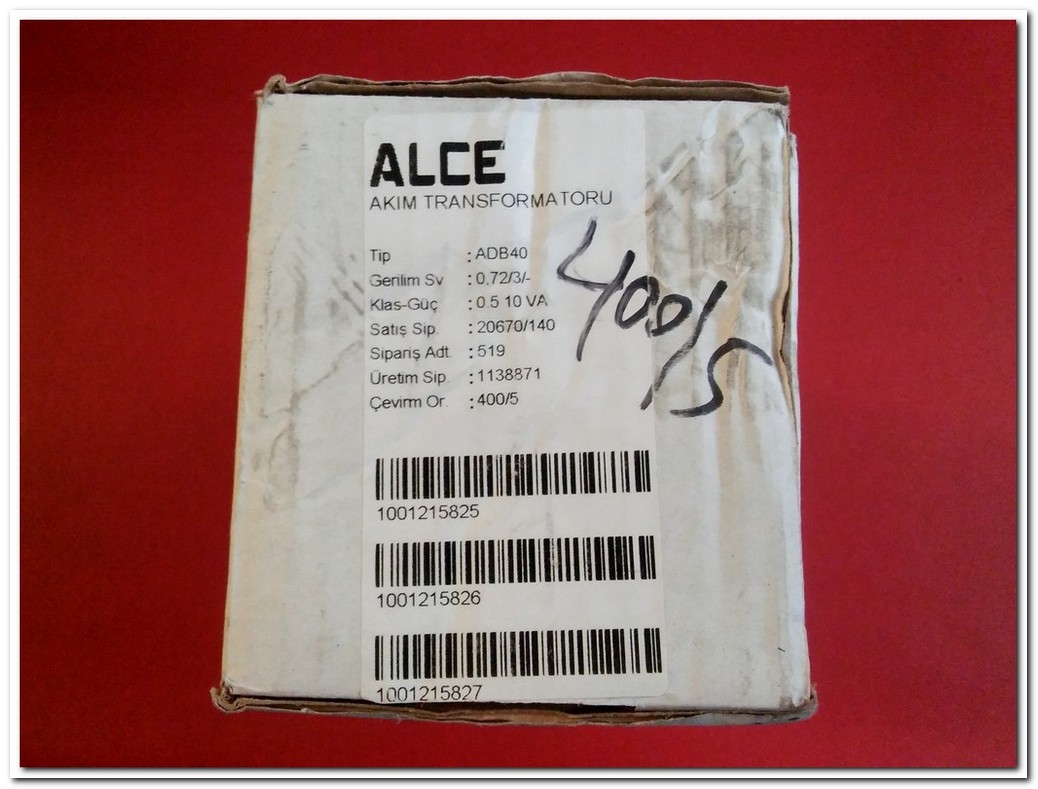 ALCE
AKIM TRANSFORMATORU
Tip : ADB40
Gerilim Sv : 0,72/3/-
Klas-Güç : 0.5 10 VA
Satış Sip. : 20670/140
Sipariş Adt. : 519
Üretim Sip. : 1138871
Çevirm Or. : 400/5
400/5
1001215825
1001215826
1001215827